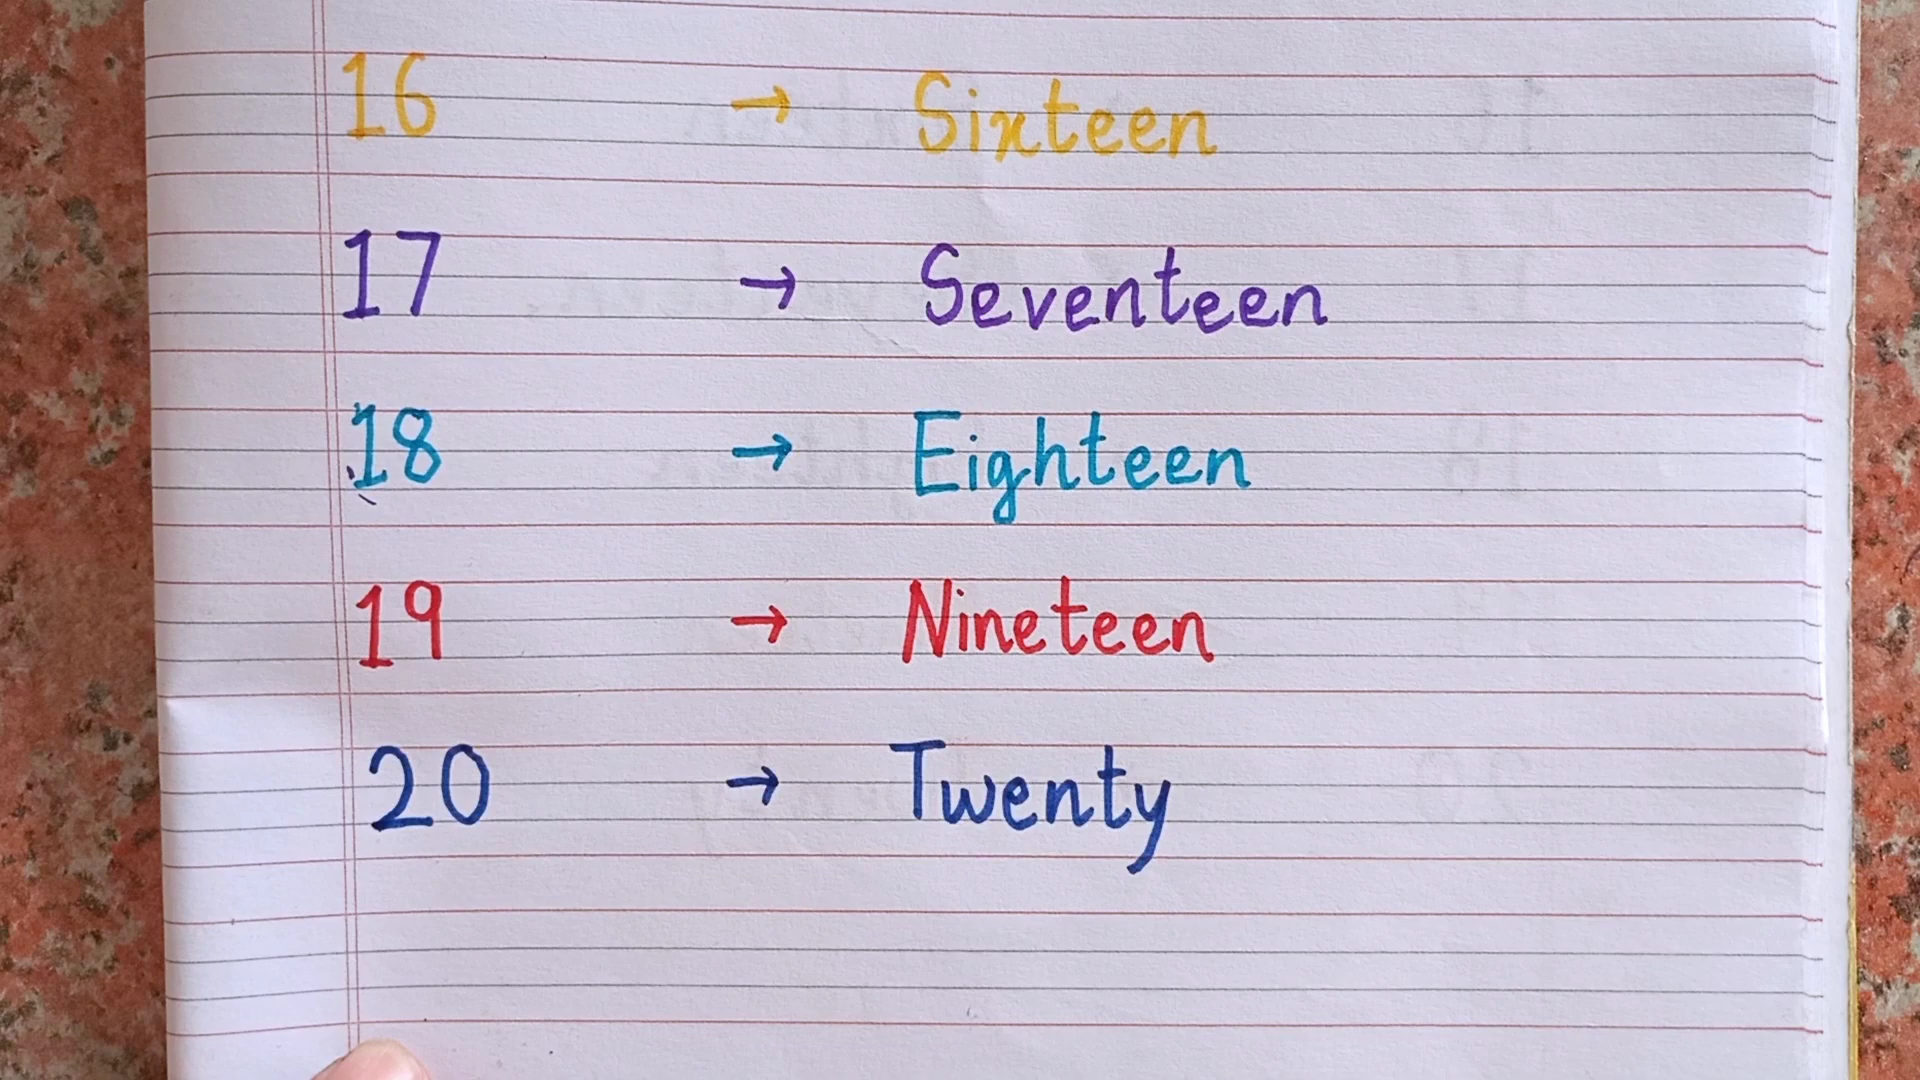 16 → Sixteen
17 → Seventeen
18 → Eighteen
19 → Nineteen
20 → Twenty